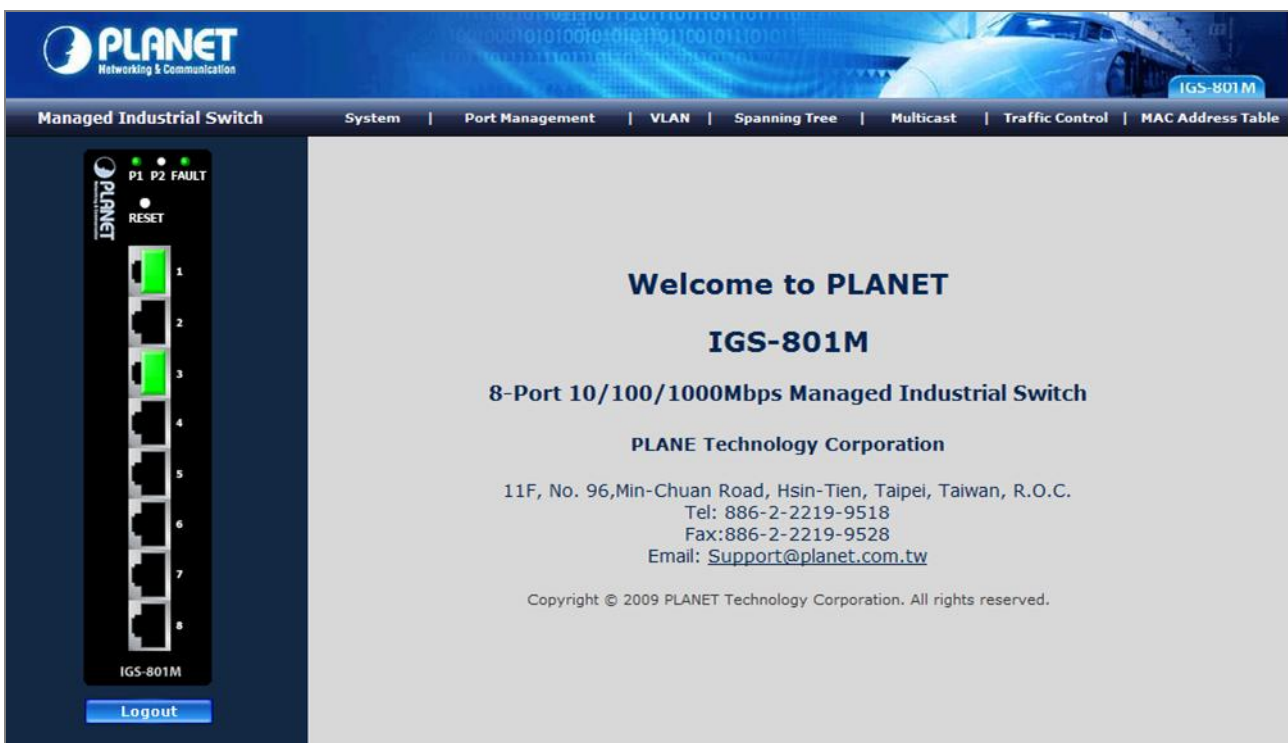 PLANET
Networking & Communication
IGS-801M
Managed Industrial Switch
System | Port Management | VLAN | Spanning Tree | Multicast | Traffic Control | MAC Address Table
PLANET
P1 P2 FAULT
RESET
1
2
3
4
5
6
7
8
IGS-801M
Logout
Welcome to PLANET
IGS-801M
8-Port 10/100/1000Mbps Managed Industrial Switch
PLANE Technology Corporation
11F, No. 96,Min-Chuan Road, Hsin-Tien, Taipei, Taiwan, R.O.C.
Tel: 886-2-2219-9518
Fax:886-2-2219-9528
Email: Support@planet.com.tw
Copyright © 2009 PLANET Technology Corporation. All rights reserved.